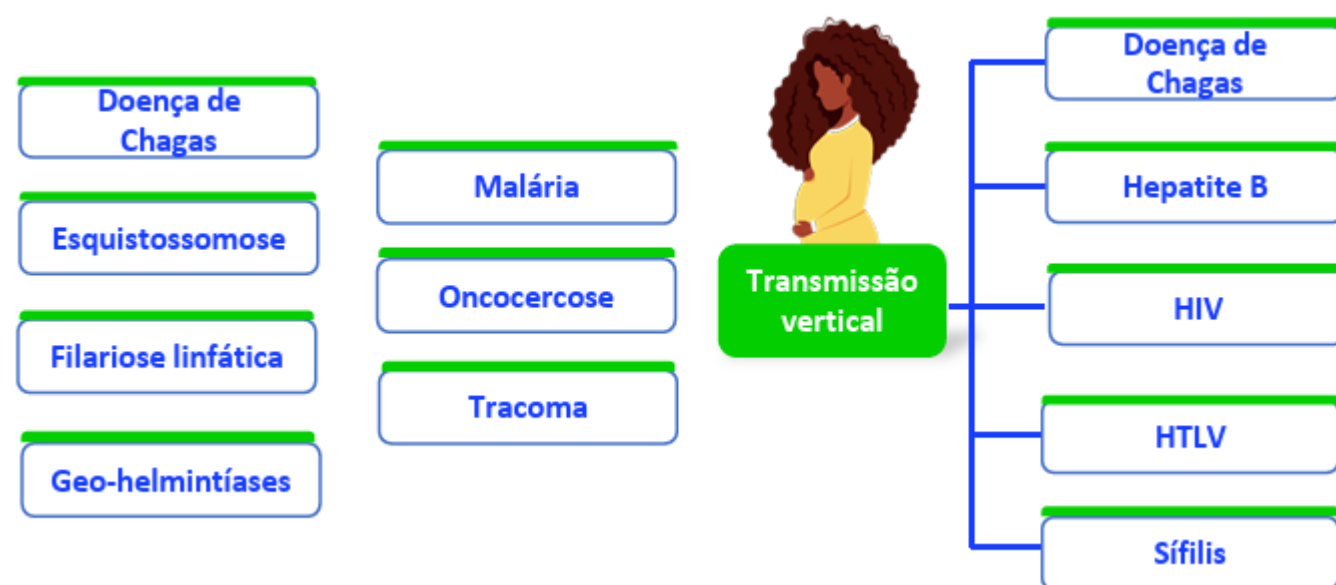 Doença de
Chagas
Esquistossomose
Filariose linfática
Geo-helmintíases
Malária
Oncocercose
Tracoma
Transmissão
vertical
Doença de
Chagas
Hepatite B
HIV
HTLV
Sífilis